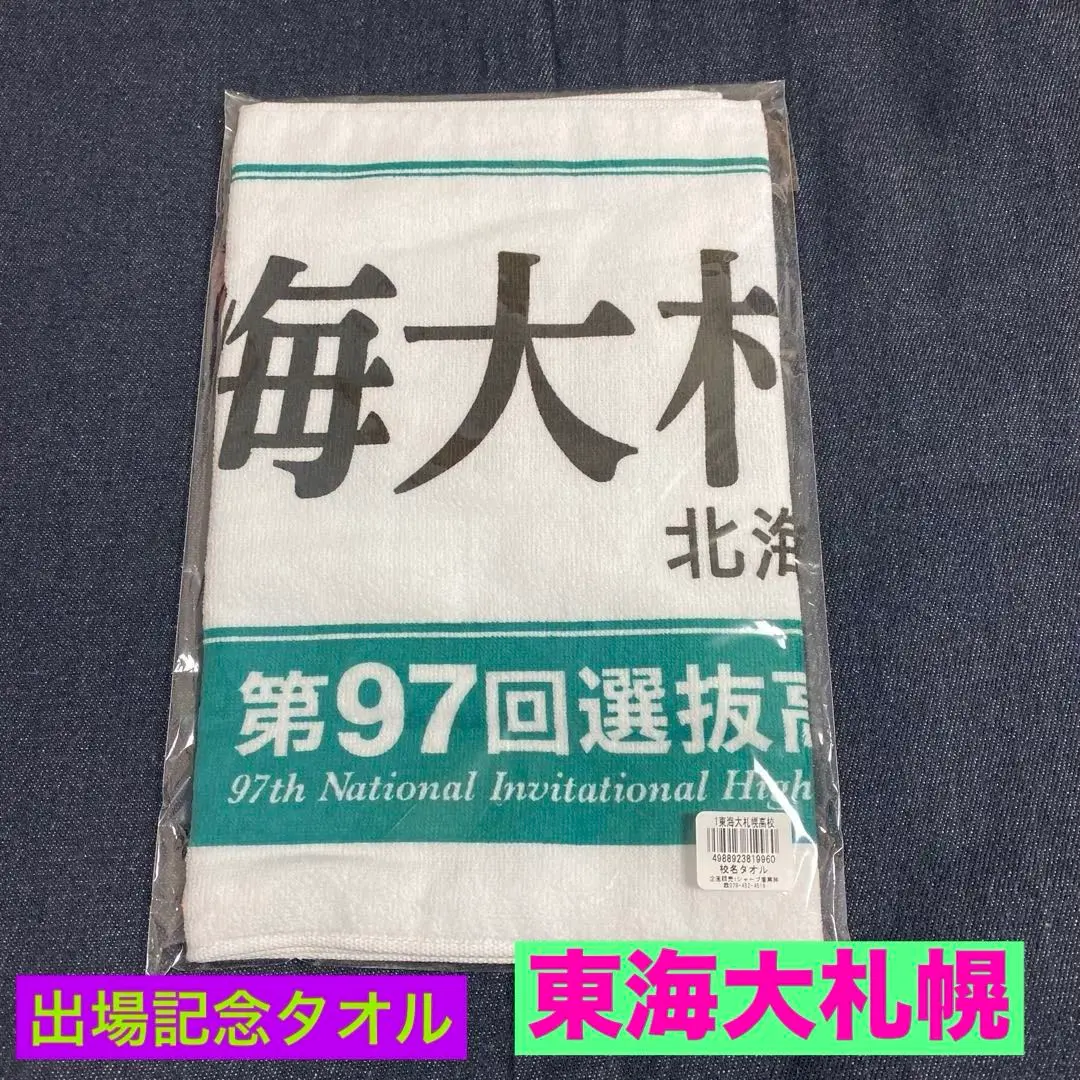 海大札
北海
第97回選抜高
97th National Invitational High
1東海大札幌高校
4988923819960
校名タオル
出場記念タオル
東海大札幌